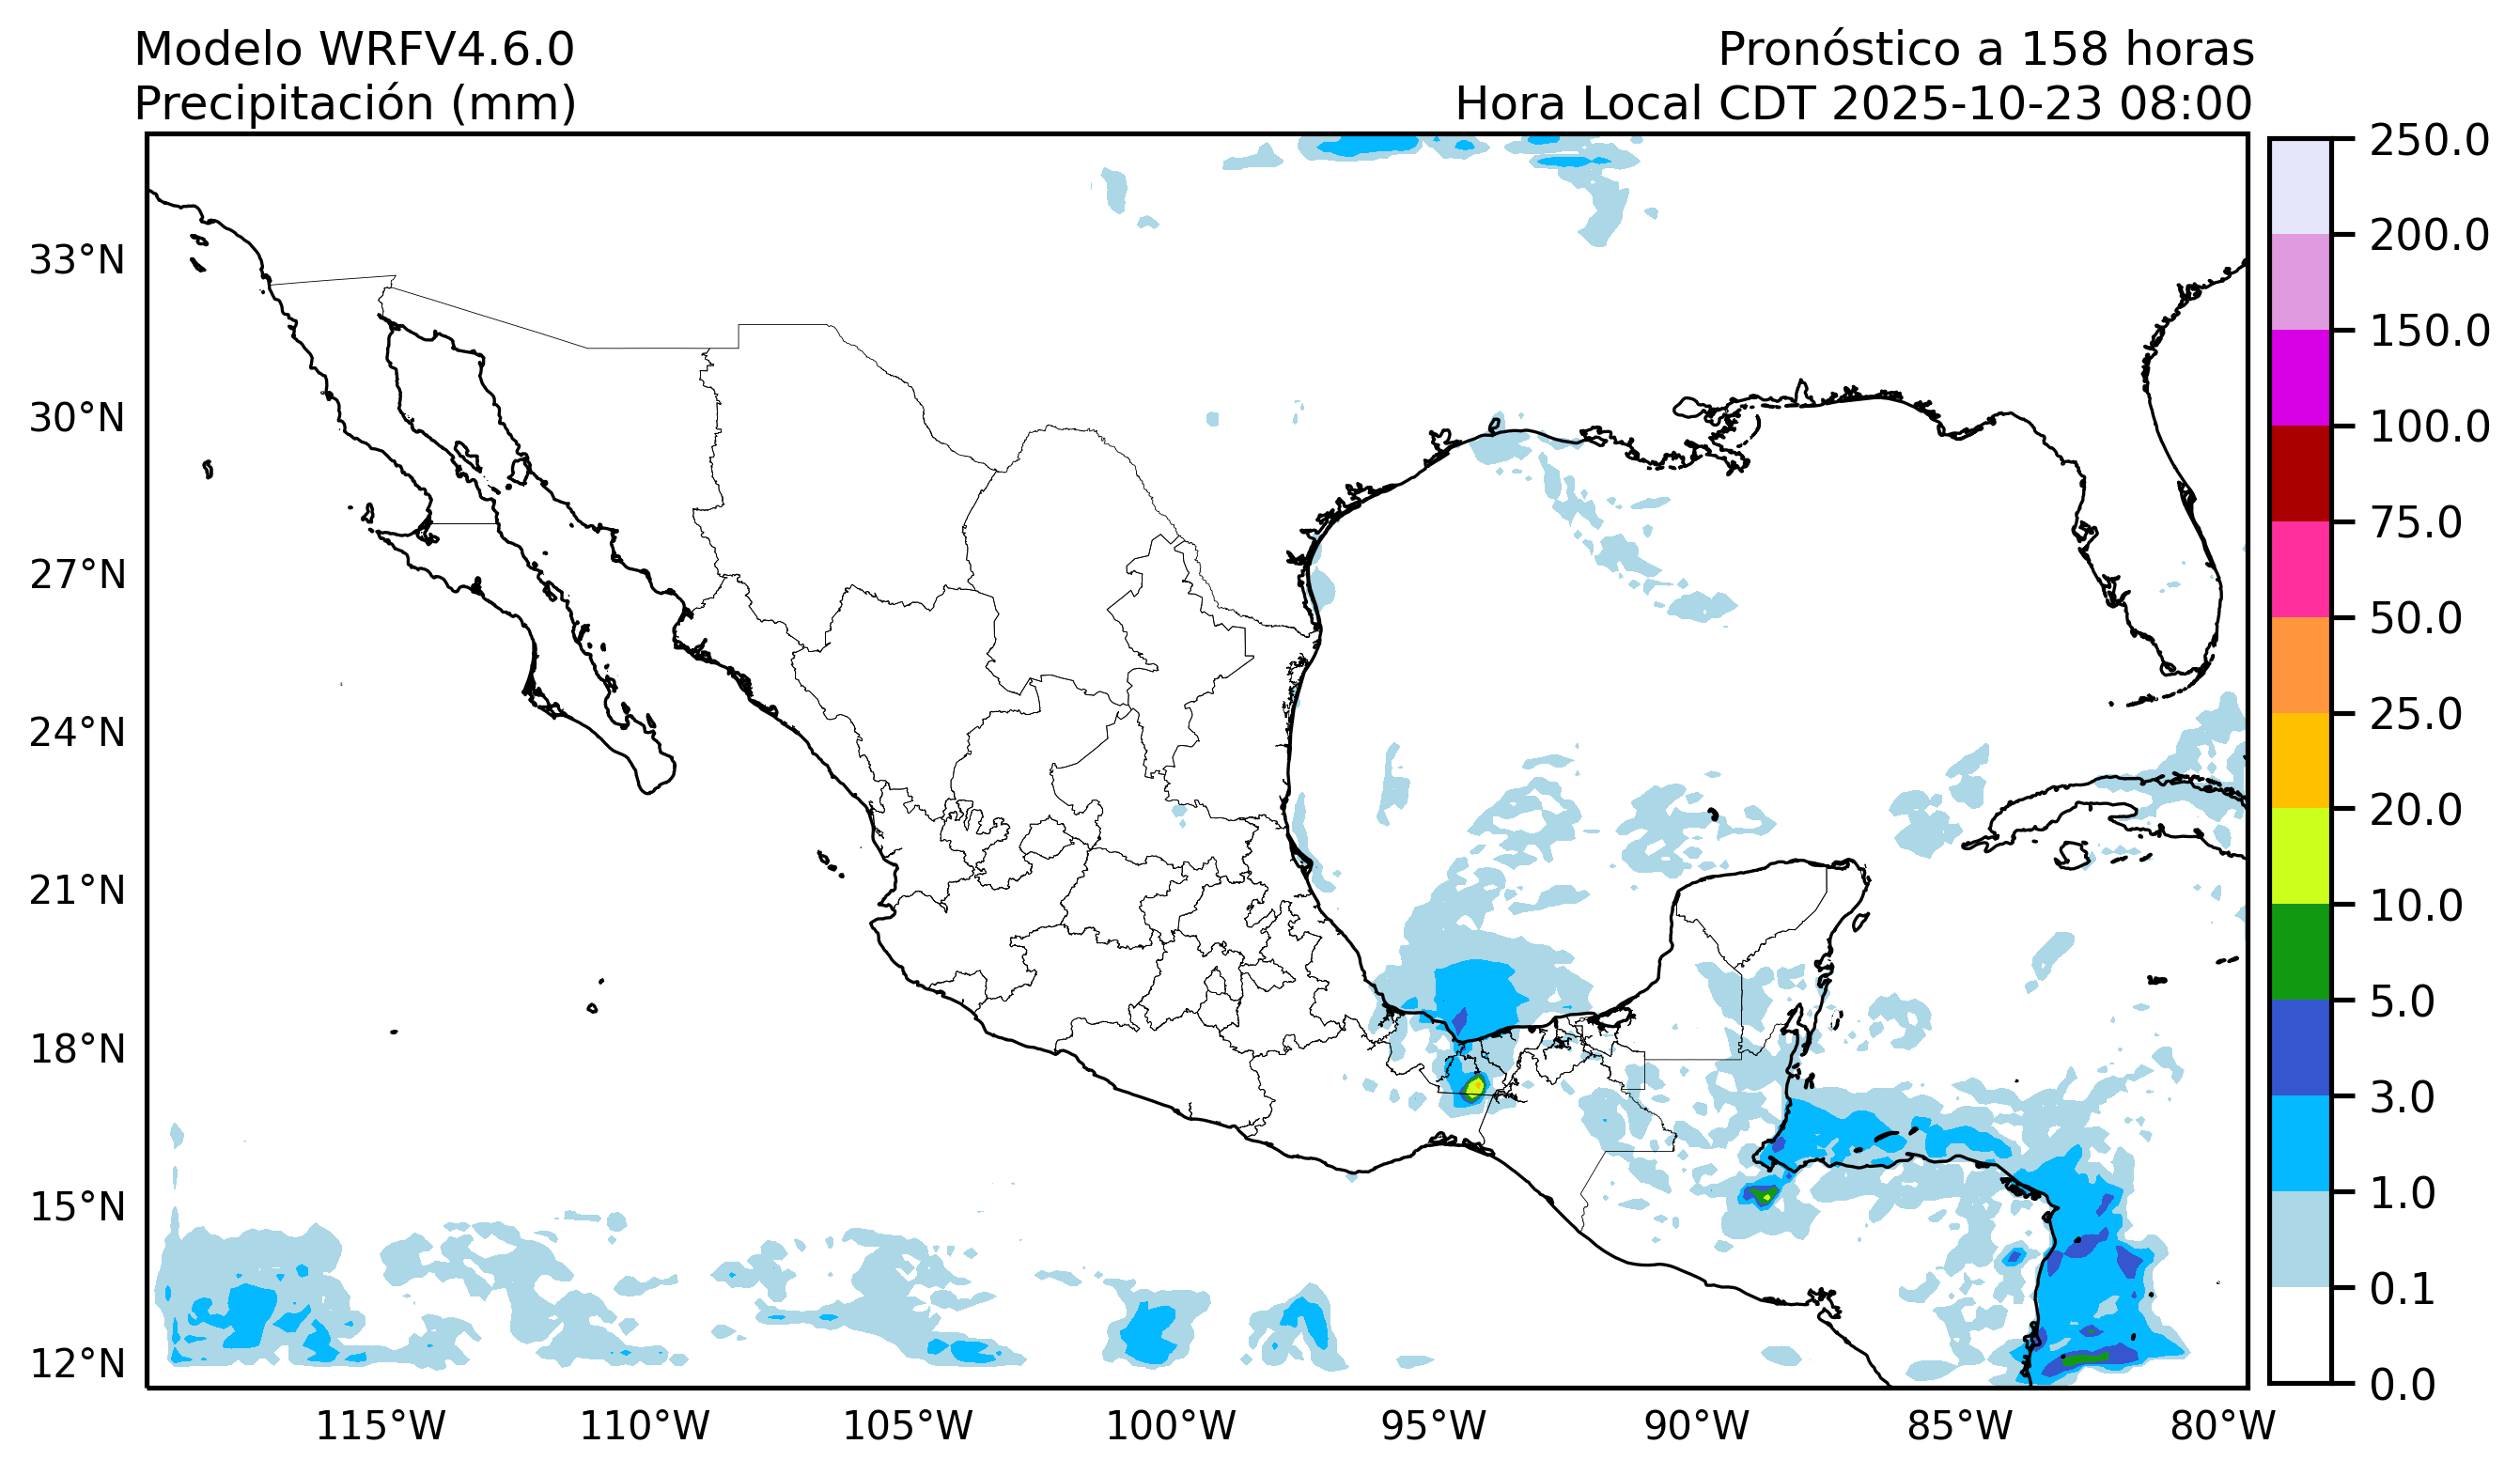 Modelo WRFV4.6.0
Precipitación (mm)
Pronóstico a 158 horas
Hora Local CDT 2025-10-23 08:00
33°N
30°N
27°N
24°N
21°N
18°N
15°N
12°N
115°W
110°W
105°W
100°W
95°W
90°W
85°W
80°W
250.0
200.0
150.0
100.0
75.0
50.0
25.0
20.0
10.0
5.0
3.0
1.0
0.1
0.0